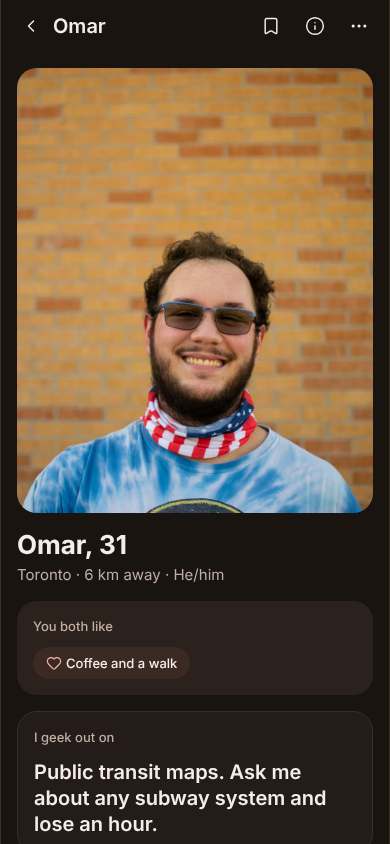 Omar
Omar, 31
Toronto · 6 km away · He/him
You both like
Coffee and a walk
I geek out on
Public transit maps. Ask me
about any subway system and
lose an hour.